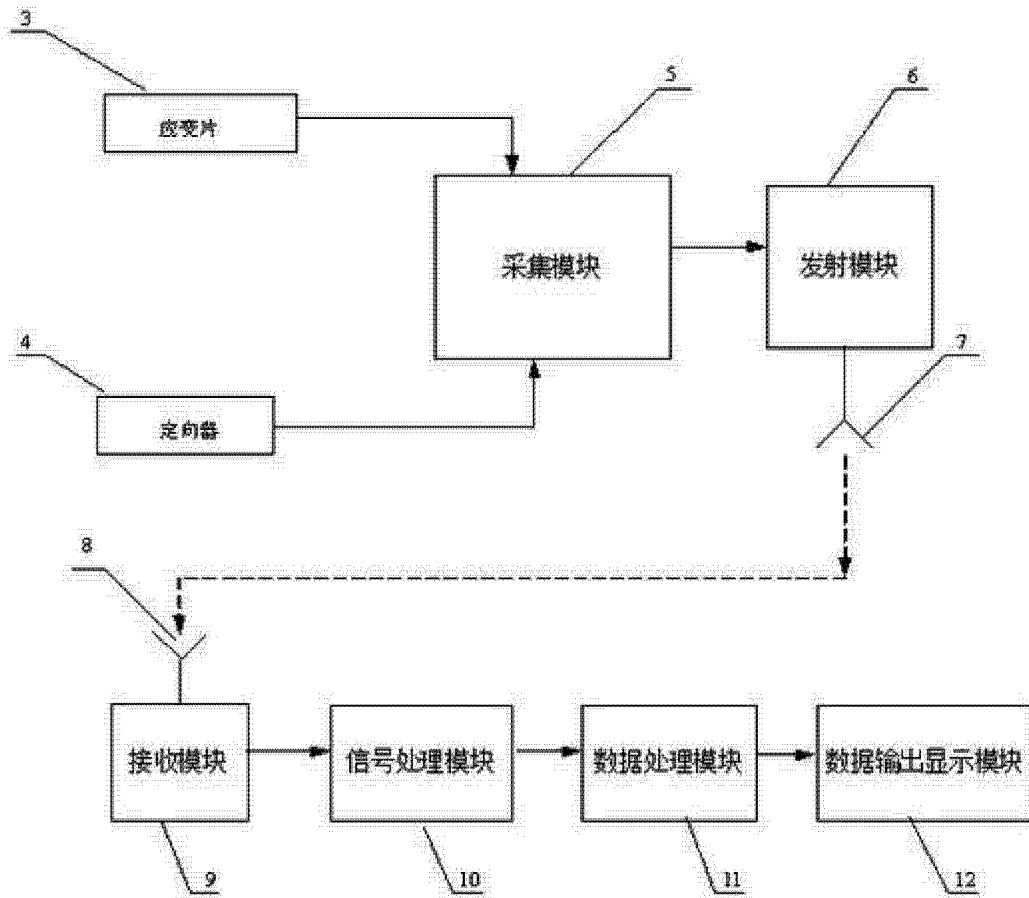 3
应变片
5
6
采集模块
发射模块
4
定向器
7
8
接收模块
信号处理模块
数据处理模块
数据输出显示模块
9
10
11
12